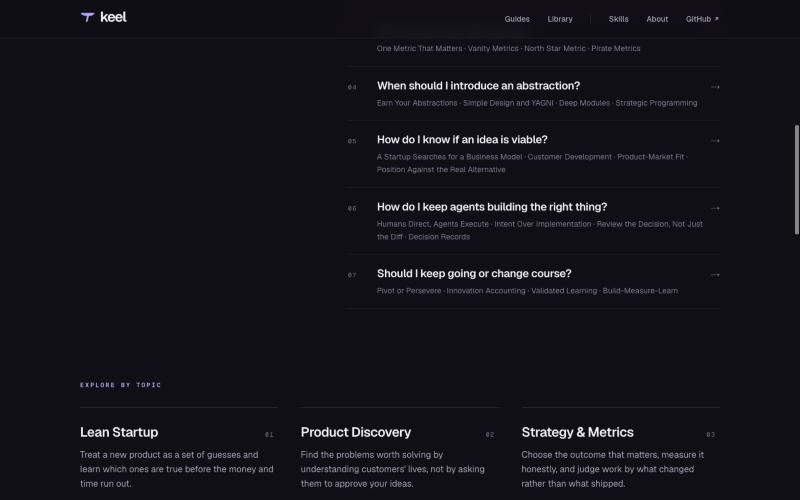 keel
Guides Library Skills About GitHub ↗
One Metric That Matters · Vanity Metrics · North Star Metric · Pirate Metrics
04 When should I introduce an abstraction? →
Earn Your Abstractions · Simple Design and YAGNI · Deep Modules · Strategic Programming
05 How do I know if an idea is viable? →
A Startup Searches for a Business Model · Customer Development · Product-Market Fit ·
Position Against the Real Alternative
06 How do I keep agents building the right thing? →
Humans Direct, Agents Execute · Intent Over Implementation · Review the Decision, Not Just
the Diff · Decision Records
07 Should I keep going or change course? →
Pivot or Persevere · Innovation Accounting · Validated Learning · Build-Measure-Learn
EXPLORE BY TOPIC
Lean Startup 01
Treat a new product as a set of guesses and
learn which ones are true before the money and
time run out.
Product Discovery 02
Find the problems worth solving by
understanding customers' lives, not by asking
them to approve your ideas.
Strategy & Metrics 03
Choose the outcome that matters, measure it
honestly, and judge work by what changed
rather than what shipped.